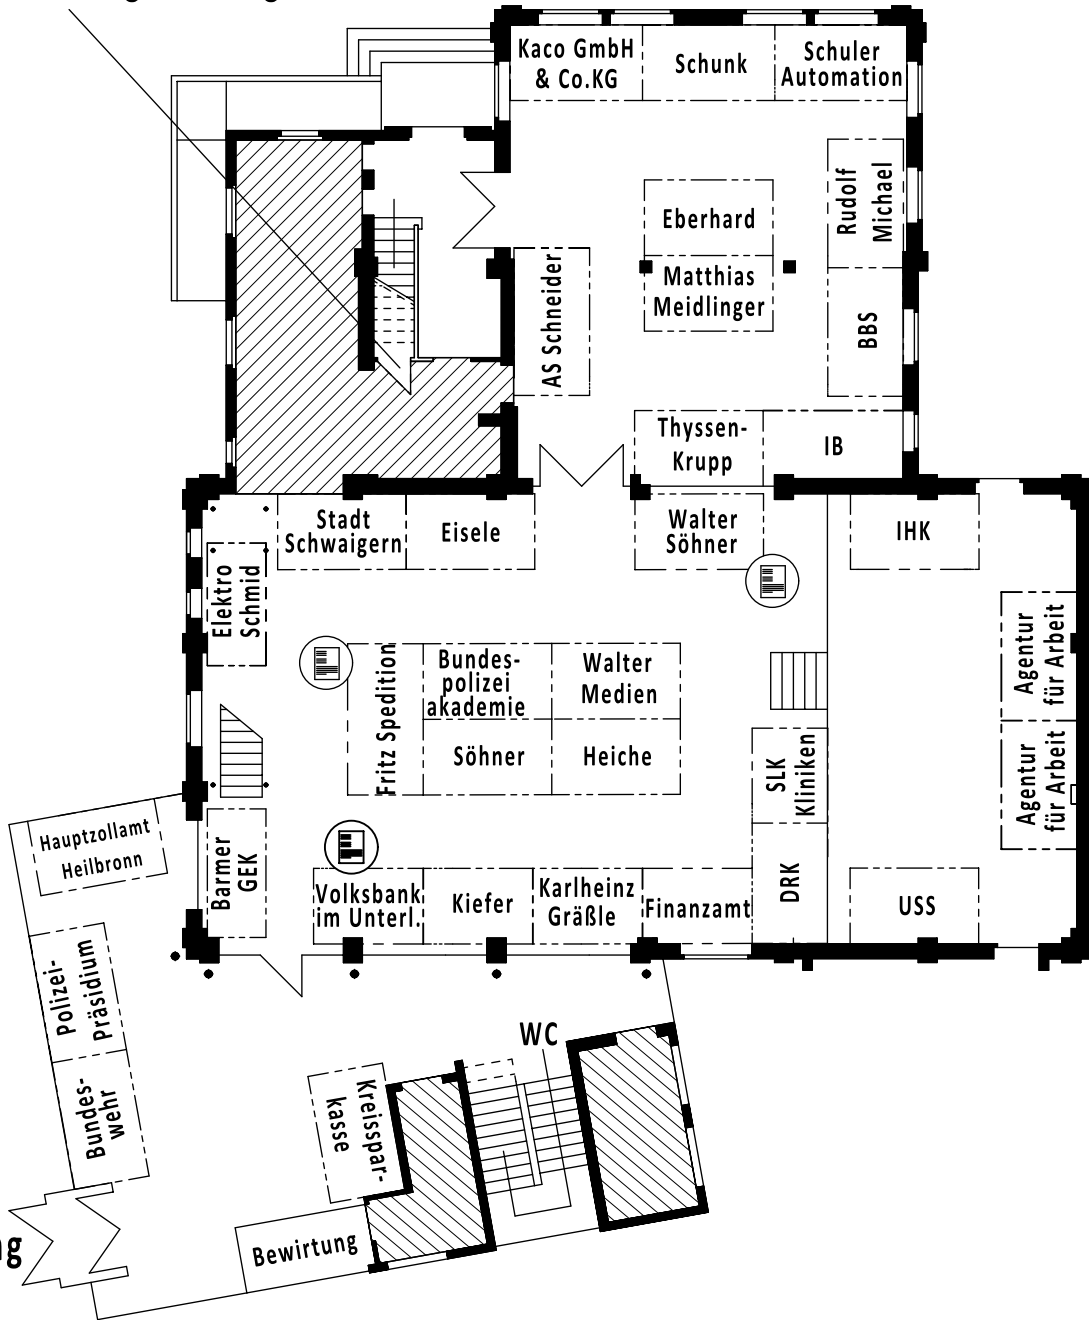 Kaco GmbH
& Co.KG
Schunk
Schuler
Automation
Rudolf
Michael
Eberhard
Matthias
Meidlinger
AS Schneider
BBS
Thyssen-
Krupp
IB
Stadt
Schwaigern
Eisele
Walter
Söhner
IHK
Elektro
Schmid
Agentur
für Arbeit
Fritz Spedition
Bundes-
polizei
akademie
Walter
Medien
Söhner
Heiche
SLK
Kliniken
Agentur
für Arbeit
Hauptzollamt
Heilbronn
Barmer
GEK
Volksbank
im Unterl.
Kiefer
Karlheinz
Gräßle
Finanzamt
DRK
USS
Polizei-
Präsidium
WC
Bundes-
wehr
Kreisspar-
kasse
Bewirtung